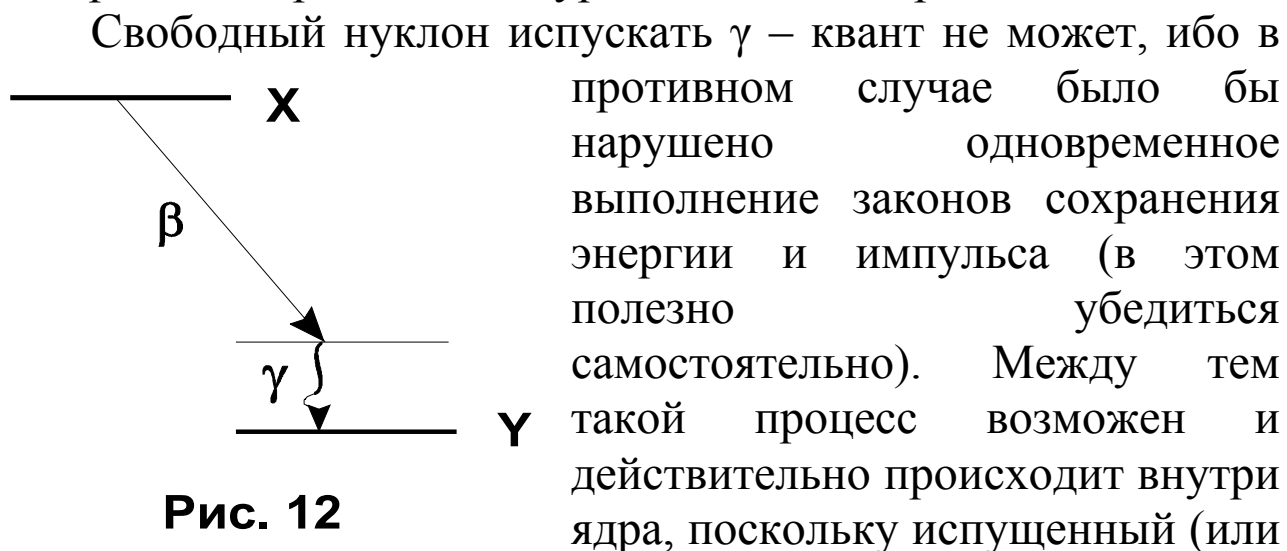 Свободный нуклон испускать γ – квант не может, ибо в
противном случае было бы
нарушено одновременное
выполнение законов сохранения
энергии и импульса (в этом
полезно убедиться
самостоятельно). Между тем
такой процесс возможен и
действительно происходит внутри
ядра, поскольку испущенный (или
X
β
γ
Y
Рис. 12